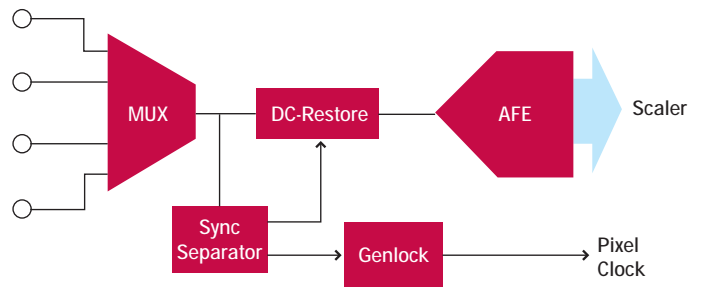 MUX
DC-Restore
AFE
Scaler
Sync
Separator
Genlock
Pixel
Clock